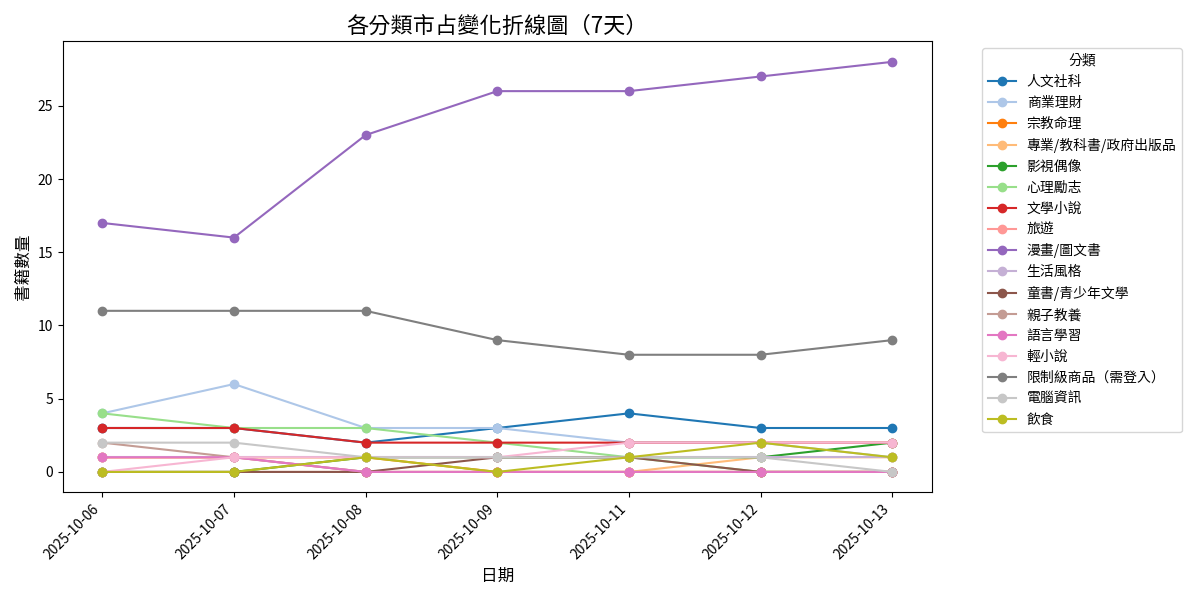 各分類市占變化折線圖（7天）
書籍數量
25
20
15
10
5
0
2025-10-06
2025-10-07
2025-10-08
2025-10-09
2025-10-11
2025-10-12
2025-10-13
日期
分類
人文社科
商業理財
宗教命理
專業/教科書/政府出版品
影視偶像
心理勵志
文學小說
旅遊
漫畫/圖文書
生活風格
童書/青少年文學
親子教養
語言學習
輕小說
限制級商品（需登入）
電腦資訊
飲食